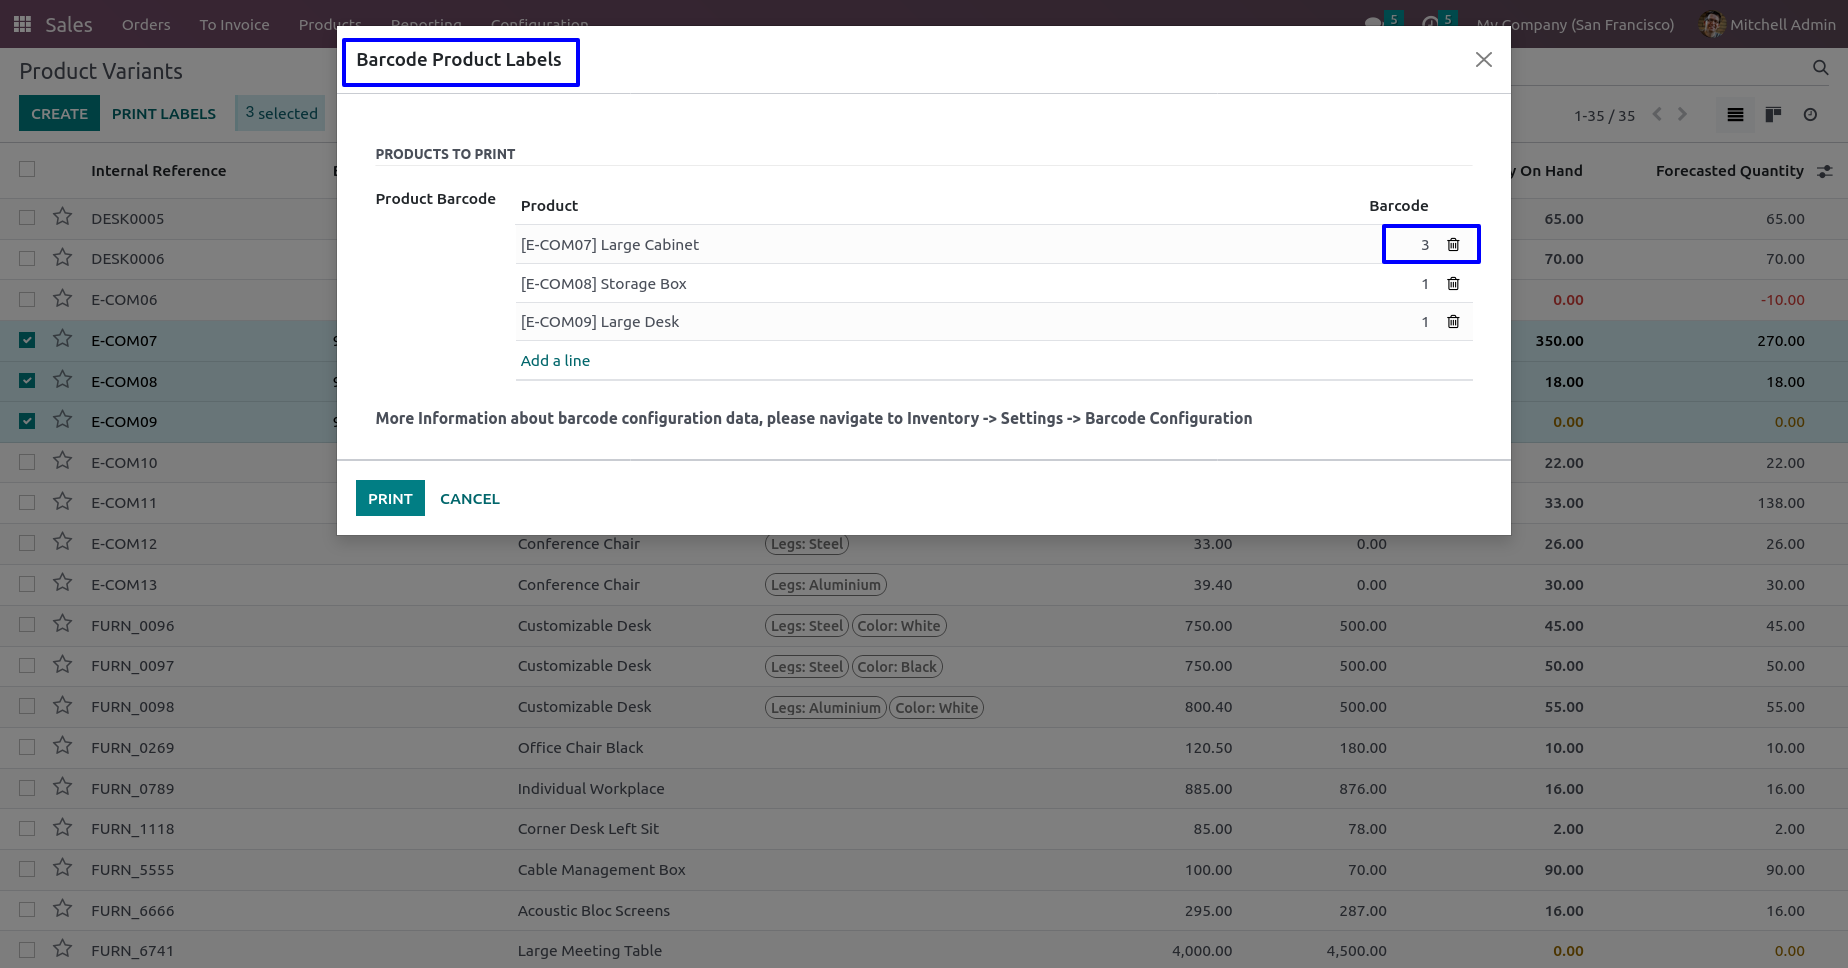 Sales Orders To Invoice Products Reporting Configuration 5 5 My Company (San Francisco) Mitchell Admin
Product Variants
CREATE PRINT LABELS 3 selected
1-35 / 35
Barcode Product Labels
PRODUCTS TO PRINT
Product Barcode
Product Barcode
[E-COM07] Large Cabinet 3
[E-COM08] Storage Box 1
[E-COM09] Large Desk 1
Add a line
More Information about barcode configuration data, please navigate to Inventory -> Settings -> Barcode Configuration
PRINT CANCEL
Internal Reference On Hand Forecasted Quantity
DESK0005 65.00 65.00
DESK0006 70.00 70.00
E-COM06 0.00 -10.00
E-COM07 350.00 270.00
E-COM08 18.00 18.00
E-COM09 0.00 0.00
E-COM10 22.00 22.00
E-COM11 33.00 138.00
E-COM12 Conference Chair Legs: Steel 33.00 0.00 26.00 26.00
E-COM13 Conference Chair Legs: Aluminium 39.40 0.00 30.00 30.00
FURN_0096 Customizable Desk Legs: Steel Color: White 750.00 500.00 45.00 45.00
FURN_0097 Customizable Desk Legs: Steel Color: Black 750.00 500.00 50.00 50.00
FURN_0098 Customizable Desk Legs: Aluminium Color: White 800.40 500.00 55.00 55.00
FURN_0269 Office Chair Black 120.50 180.00 10.00 10.00
FURN_0789 Individual Workplace 885.00 876.00 16.00 16.00
FURN_1118 Corner Desk Left Sit 85.00 78.00 2.00 2.00
FURN_5555 Cable Management Box 100.00 70.00 90.00 90.00
FURN_6666 Acoustic Bloc Screens 295.00 287.00 16.00 16.00
FURN_6741 Large Meeting Table 4,000.00 4,500.00 0.00 0.00